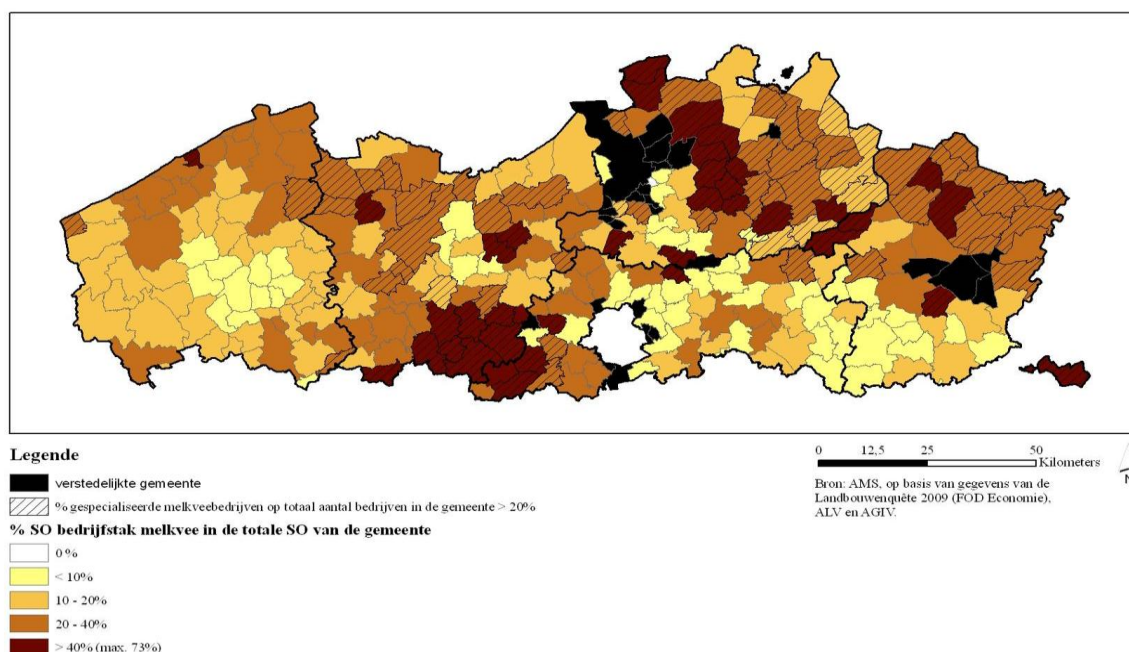 Legende
verstedelijkte gemeente
% gespecialiseerde melkveebedrijven op totaal aantal bedrijven in de gemeente > 20%
% SO bedrijfstak melkvee in de totale SO van de gemeente
0 %
< 10%
10 - 20%
20 - 40%
> 40% (max. 73%)
0 12,5 25 50
Kilometers
Bron: AMS, op basis van gegevens van de
Landbouwenquête 2009 (FOD Economie),
ALV en AGIV.
N